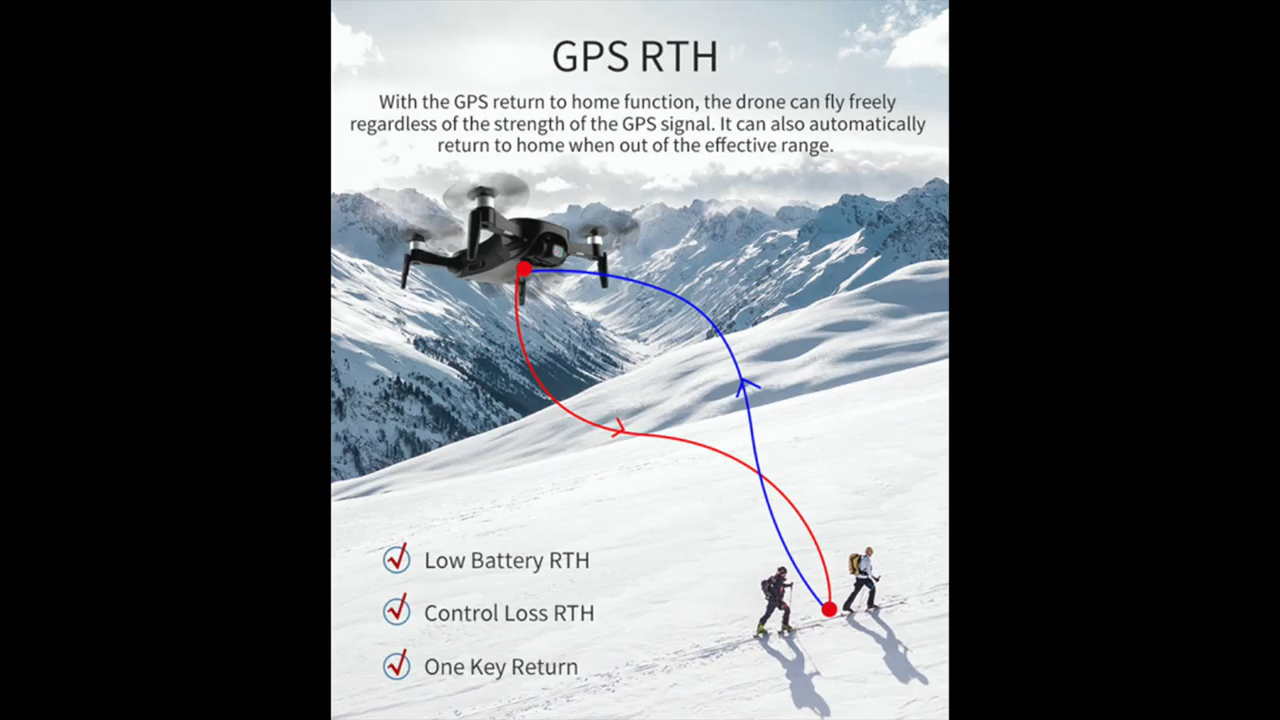 GPS RTH
With the GPS return to home function, the drone can fly freely
regardless of the strength of the GPS signal. It can also automatically
return to home when out of the effective range.
Low Battery RTH
Control Loss RTH
One Key Return